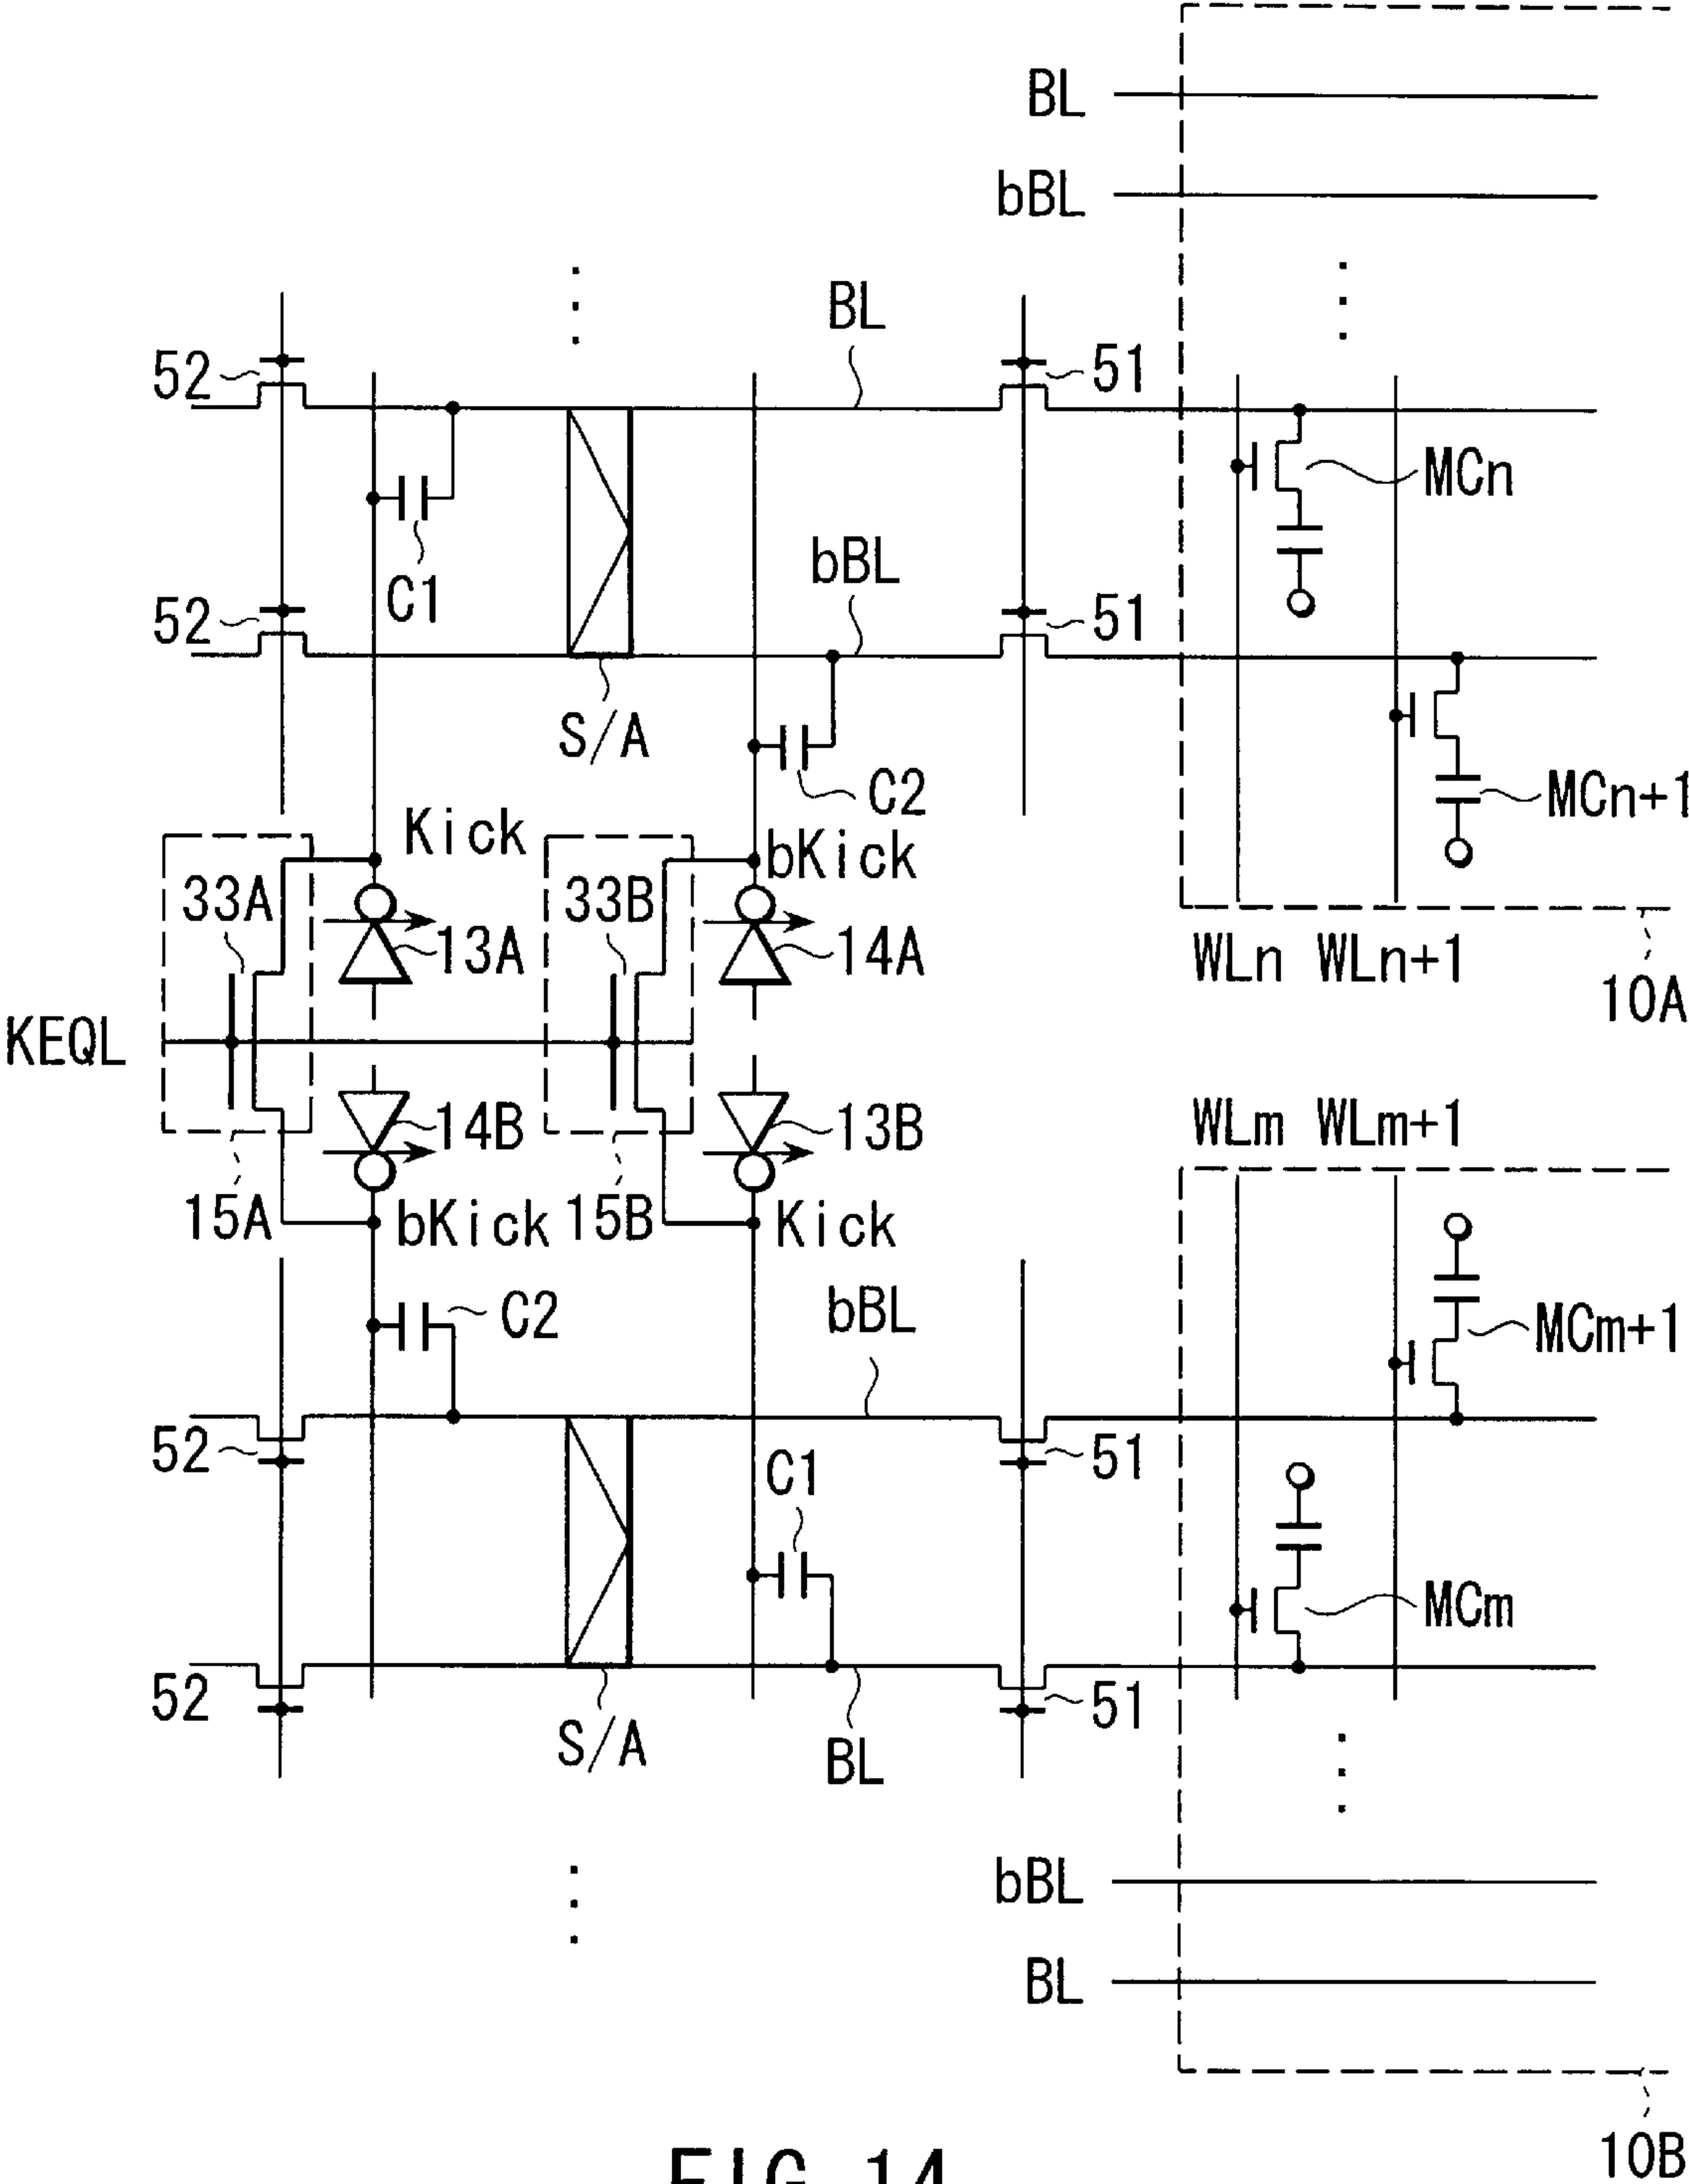 BL
bBL
BL
52
51
MCn
C1
bBL
52
51
S/A
C2
MCn+1
Kick
bKick
33A
33B
13A
14A
WLn WLn+1
10A
KEQL
14B
13B
WLm WLm+1
15A
bKick
15B
Kick
C2
bBL
MCm+1
52
C1
51
MCm
52
S/A
BL
51
bBL
BL
10B
FIG. 14